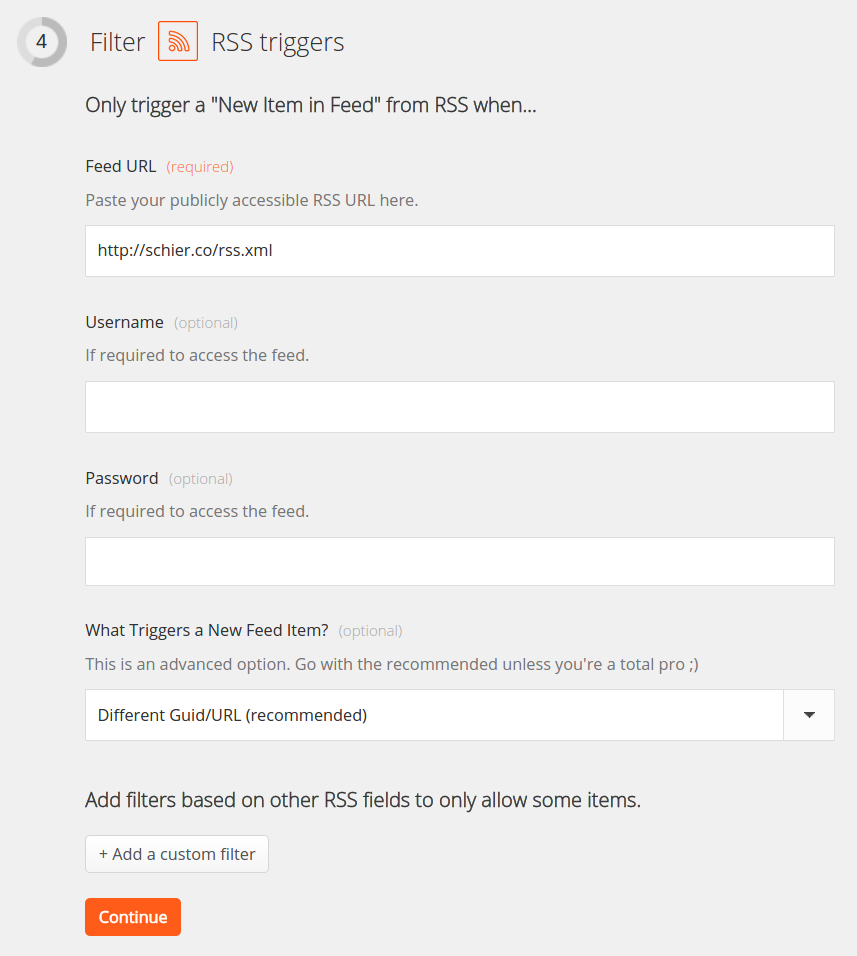 4 Filter RSS triggers
Only trigger a "New Item in Feed" from RSS when...
Feed URL (required)
Paste your publicly accessible RSS URL here.
http://schier.co/rss.xml
Username (optional)
If required to access the feed.
Password (optional)
If required to access the feed.
What Triggers a New Feed Item? (optional)
This is an advanced option. Go with the recommended unless you're a total pro ;)
Different Guid/URL (recommended)
Add filters based on other RSS fields to only allow some items.
+ Add a custom filter
Continue